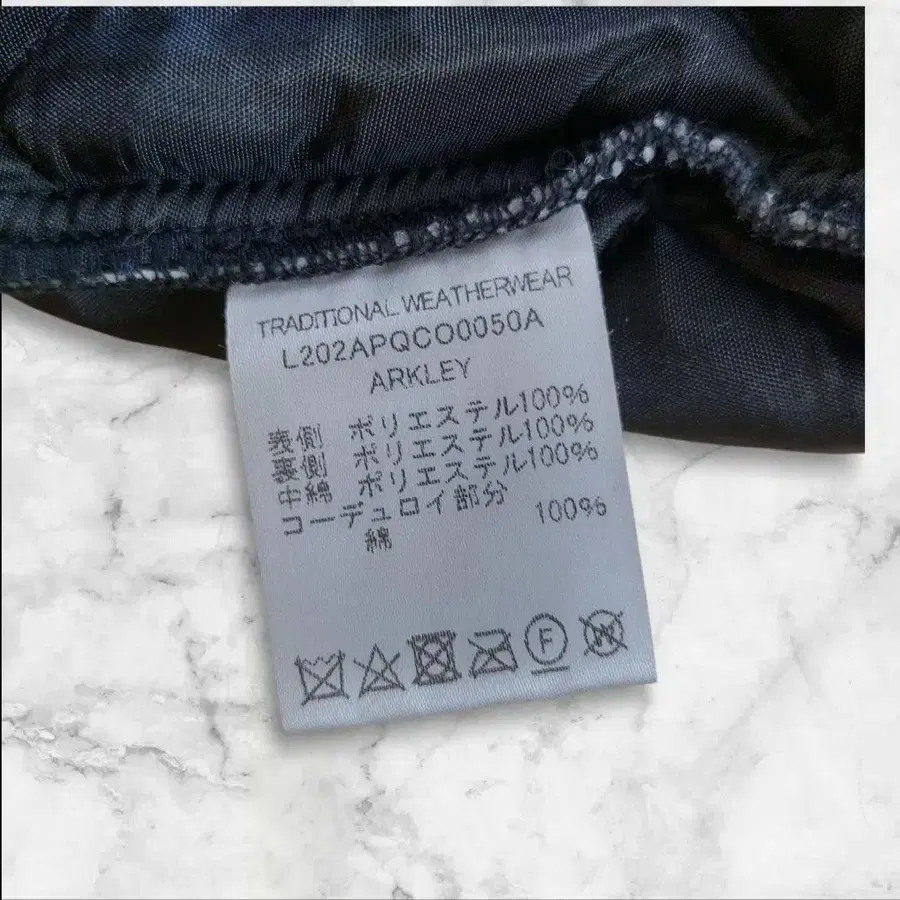 TRADITIONAL WEATHERWEAR
L202APQCO0050A
ARKLEY
表側 ポリエステル100%
裏側 ポリエステル100%
中綿 ポリエステル100%
コーデュロイ部分
綿 100%
F
W